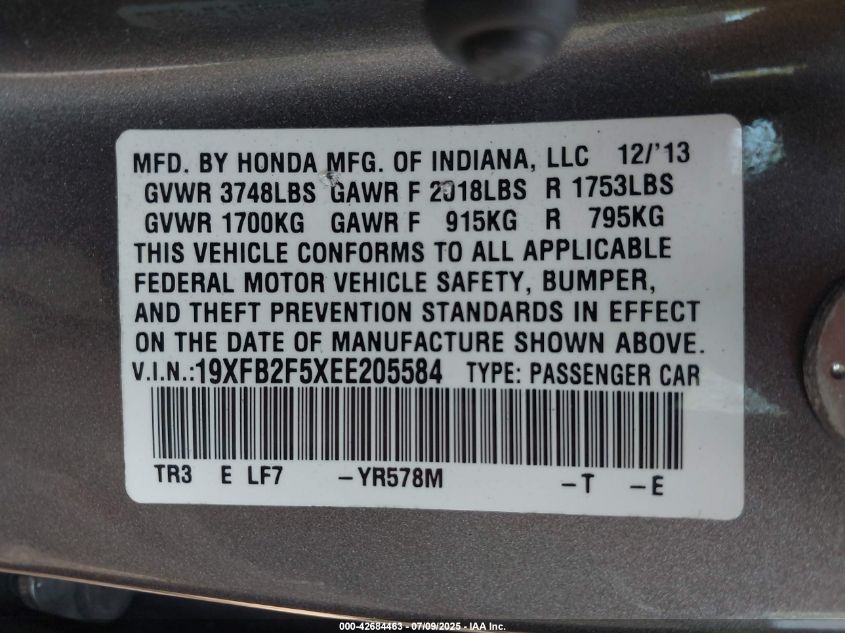 MFD. BY HONDA MFG. OF INDIANA, LLC 12/'13
GVWR 3748LBS GAWR F 2018LBS R 1753LBS
GVWR 1700KG GAWR F 915KG R 795KG
THIS VEHICLE CONFORMS TO ALL APPLICABLE
FEDERAL MOTOR VEHICLE SAFETY, BUMPER,
AND THEFT PREVENTION STANDARDS IN EFFECT
ON THE DATE OF MANUFACTURE SHOWN ABOVE.
V.I.N.:19XFB2F5XEE205584 TYPE: PASSENGER CAR
TR3 E LF7 -YR578M -T -E
000-42684463 - 07/09/2025 - IAA Inc.